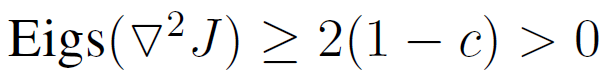 Eigs(▽²J) ≥ 2(1 − c) > 0